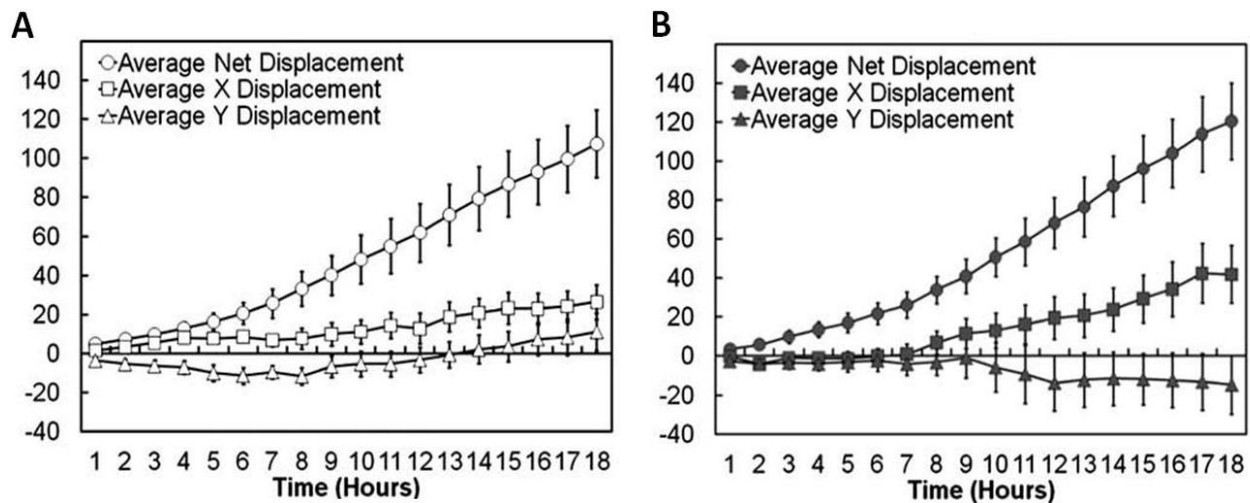 A
Average Net Displacement
Average X Displacement
Average Y Displacement
140
120
100
80
60
40
20
0
-20
-40
1 2 3 4 5 6 7 8 9 10 11 12 13 14 15 16 17 18
Time (Hours)
B
Average Net Displacement
Average X Displacement
Average Y Displacement
140
120
100
80
60
40
20
0
-20
-40
1 2 3 4 5 6 7 8 9 10 11 12 13 14 15 16 17 18
Time (Hours)